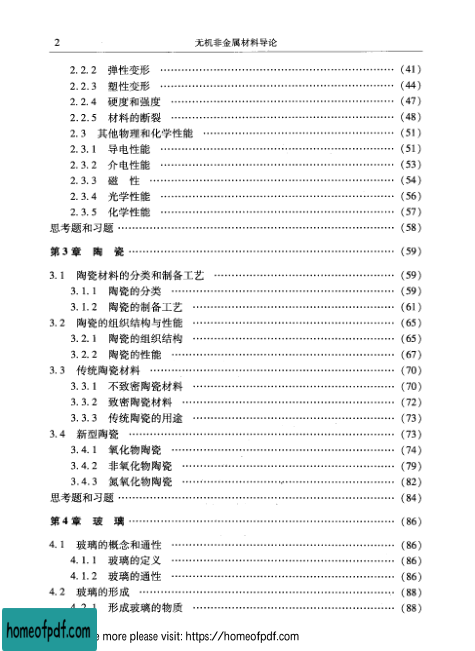 2 无机非金属材料导论
2.2.2 弹性变形 ……………………………………… (41)
2.2.3 塑性变形 ……………………………………… (44)
2.2.4 硬度和强度 ……………………………………… (47)
2.2.5 材料的断裂 ……………………………………… (48)
2.3 其他物理和化学性能 ……………………………………… (51)
2.3.1 导电性能 ……………………………………… (51)
2.3.2 介电性能 ……………………………………… (53)
2.3.3 磁 性 ……………………………………… (54)
2.3.4 光学性能 ……………………………………… (56)
2.3.5 化学性能 ……………………………………… (57)
思考题和习题 ……………………………………… (58)
第3章 陶 瓷 ……………………………………… (59)
3.1 陶瓷材料的分类和制备工艺 ……………………………………… (59)
3.1.1 陶瓷的分类 ……………………………………… (59)
3.1.2 陶瓷的制备工艺 ……………………………………… (61)
3.2 陶瓷的组织结构与性能 ……………………………………… (65)
3.2.1 陶瓷的组织结构 ……………………………………… (65)
3.2.2 陶瓷的性能 ……………………………………… (67)
3.3 传统陶瓷材料 ……………………………………… (70)
3.3.1 不致密陶瓷材料 ……………………………………… (70)
3.3.2 致密陶瓷材料 ……………………………………… (72)
3.3.3 传统陶瓷的用途 ……………………………………… (73)
3.4 新型陶瓷 ……………………………………… (73)
3.4.1 氧化物陶瓷 ……………………………………… (74)
3.4.2 非氧化物陶瓷 ……………………………………… (79)
3.4.3 氮氧化物陶瓷 ……………………………………… (82)
思考题和习题 ……………………………………… (84)
第4章 玻 璃 ……………………………………… (86)
4.1 玻璃的概念和通性 ……………………………………… (86)
4.1.1 玻璃的定义 ……………………………………… (86)
4.1.2 玻璃的通性 ……………………………………… (86)
4.2 玻璃的形成 ……………………………………… (88)
4.2.1 形成玻璃的物质 ……………………………………… (88)
homeofpdf.com
more please visit: https://homeofpdf.com